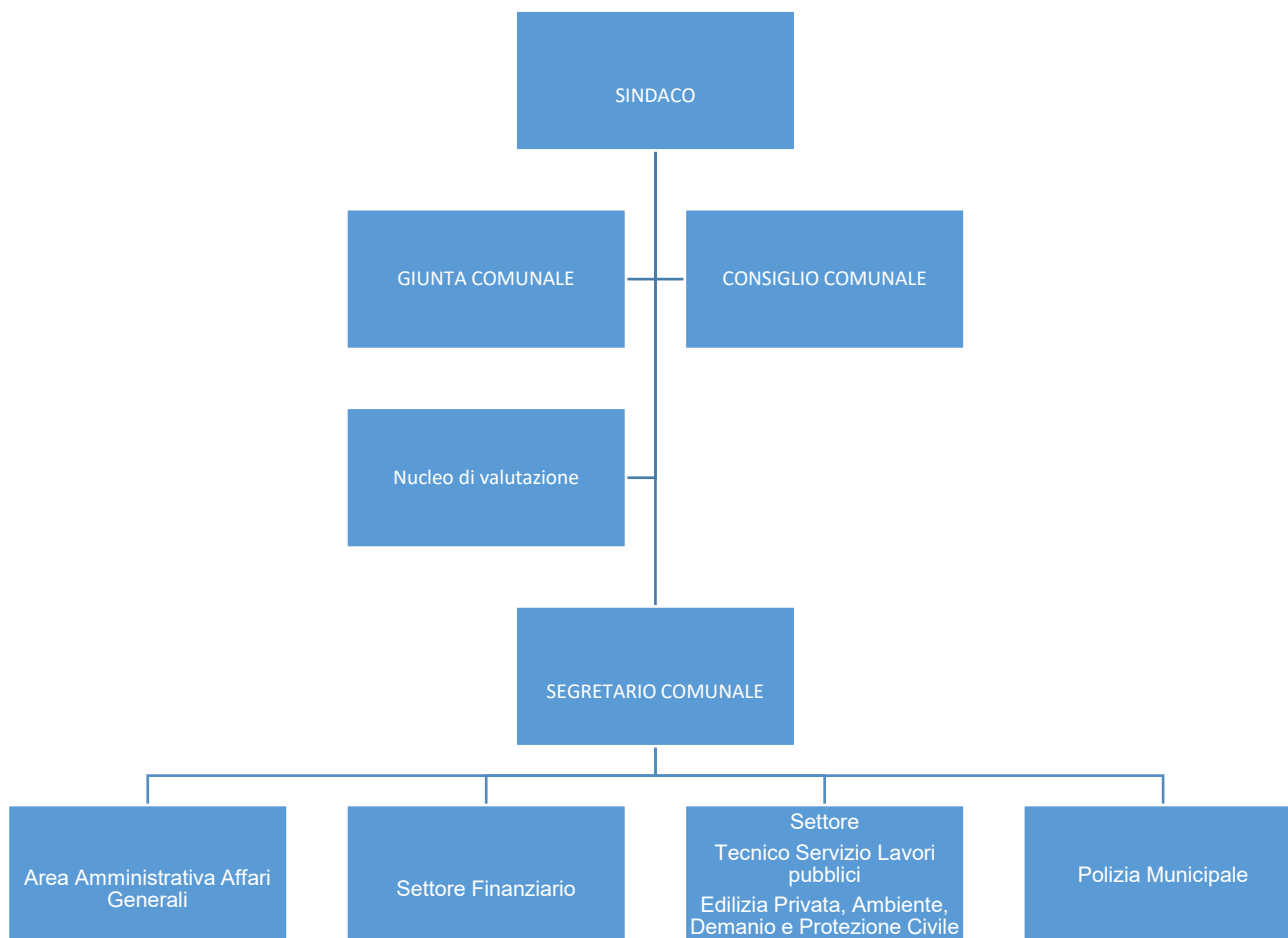 SINDACO
GIUNTA COMUNALE
CONSIGLIO COMUNALE
Nucleo di valutazione
SEGRETARIO COMUNALE
Area Amministrativa Affari
Generali
Settore Finanziario
Settore
Tecnico Servizio Lavori
pubblici
Edilizia Privata, Ambiente,
Demanio e Protezione Civile
Polizia Municipale